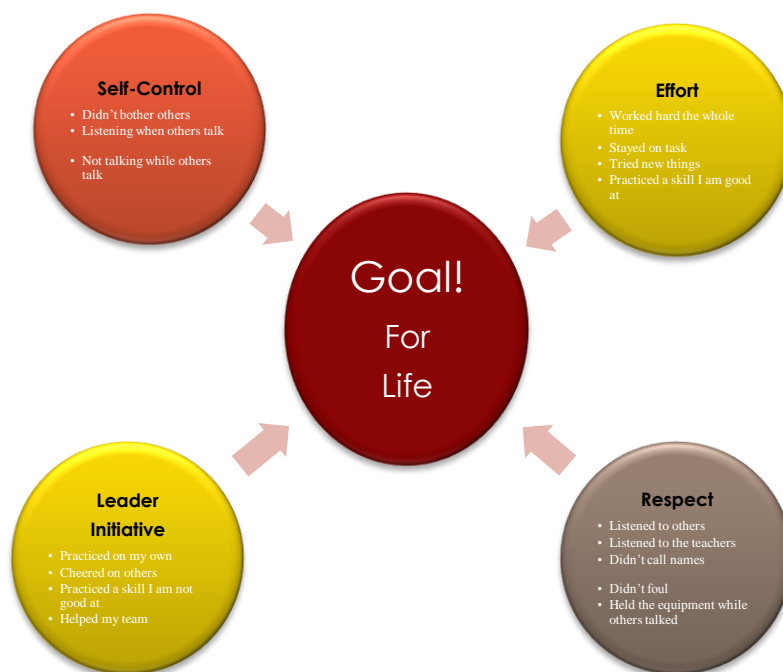 Self-Control
• Didn't bother others
• Listening when others talk
• Not talking while others
talk
Effort
• Worked hard the whole
time
• Stayed on task
• Tried new things
• Practiced a skill I am good
at
Goal!
For
Life
Leader
Initiative
• Practiced on my own
• Cheered on others
• Practiced a skill I am not
good at
• Helped my team
Respect
• Listened to others
• Listened to the teachers
• Didn't call names
• Didn't foul
• Held the equipment while
others talked